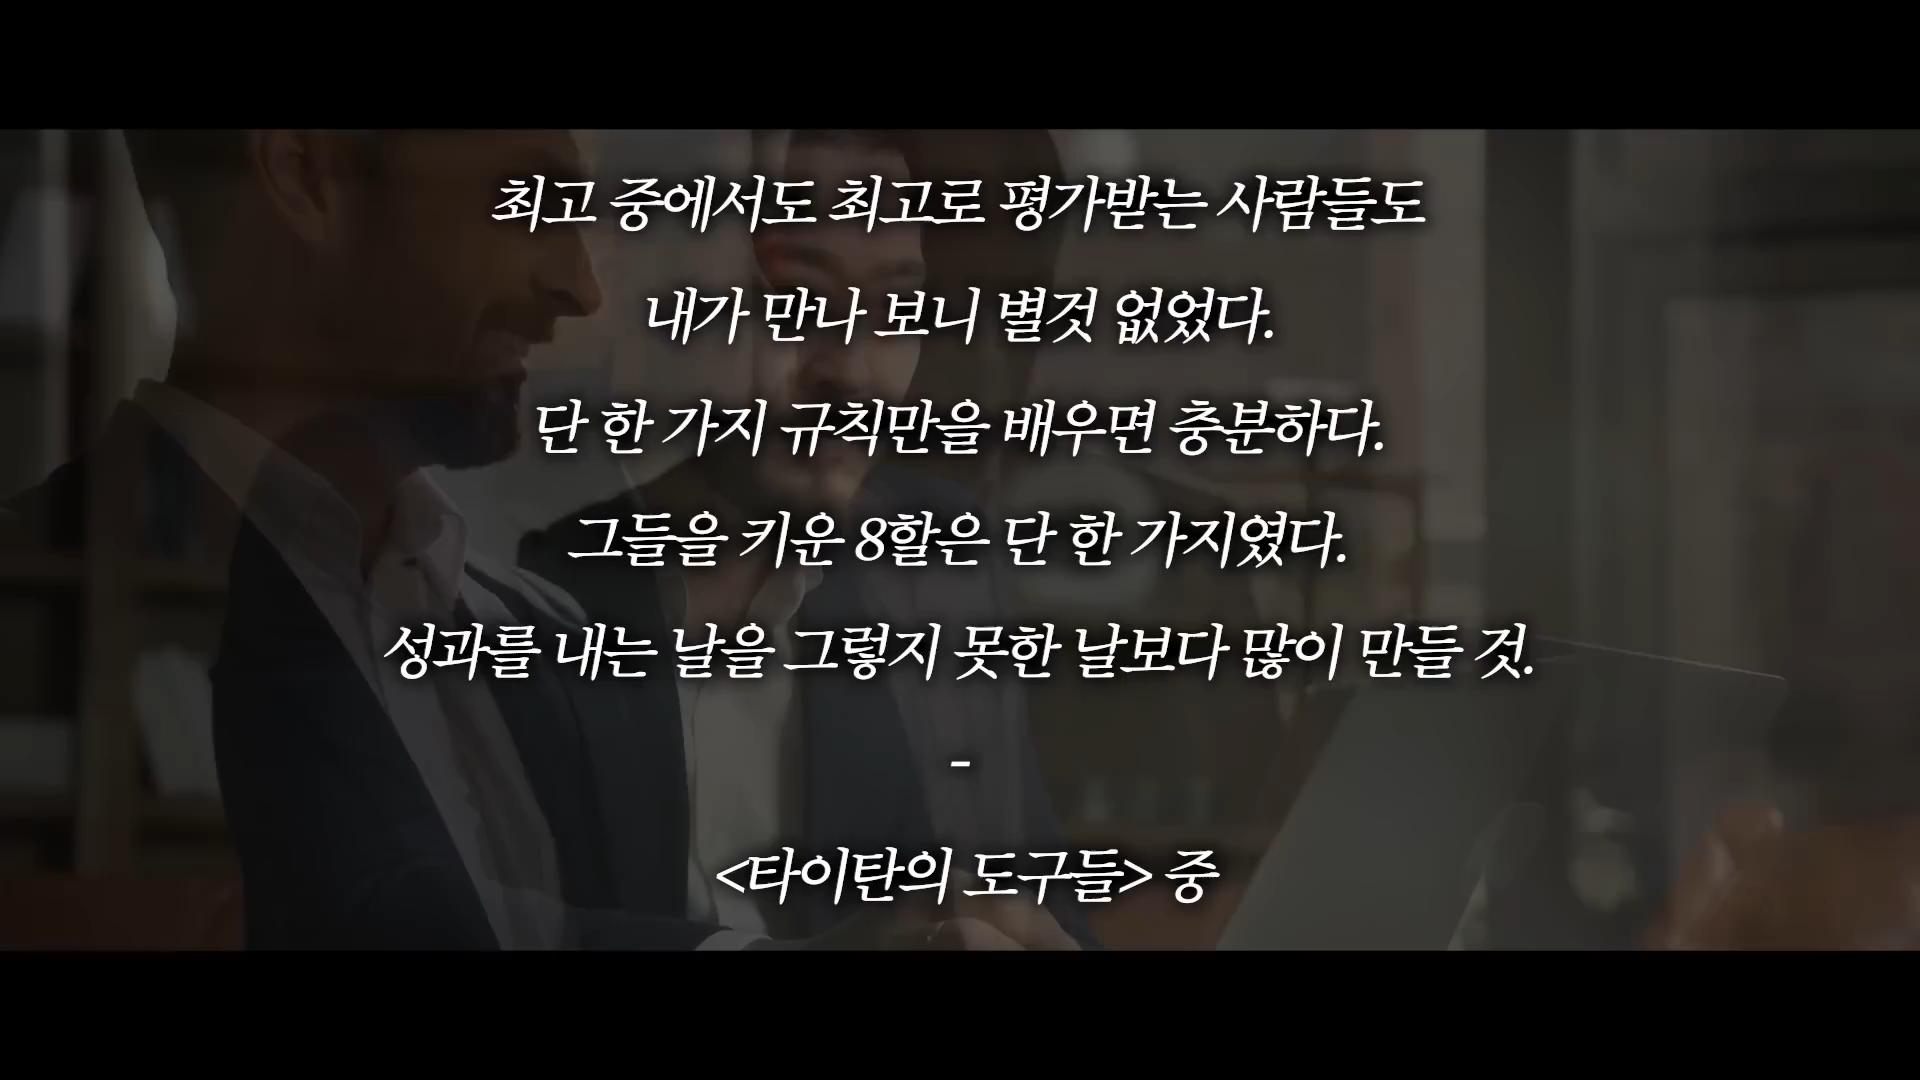 최고 중에서도 최고로 평가받는 사람들도
내가 만나 보니 별것 없었다.
단 한 가지 규칙만을 배우면 충분하다.
그들을 키운 8할은 단 한 가지였다.
성과를 내는 날을 그렇지 못한 날보다 많이 만들 것.
-
<타이탄의 도구들> 중